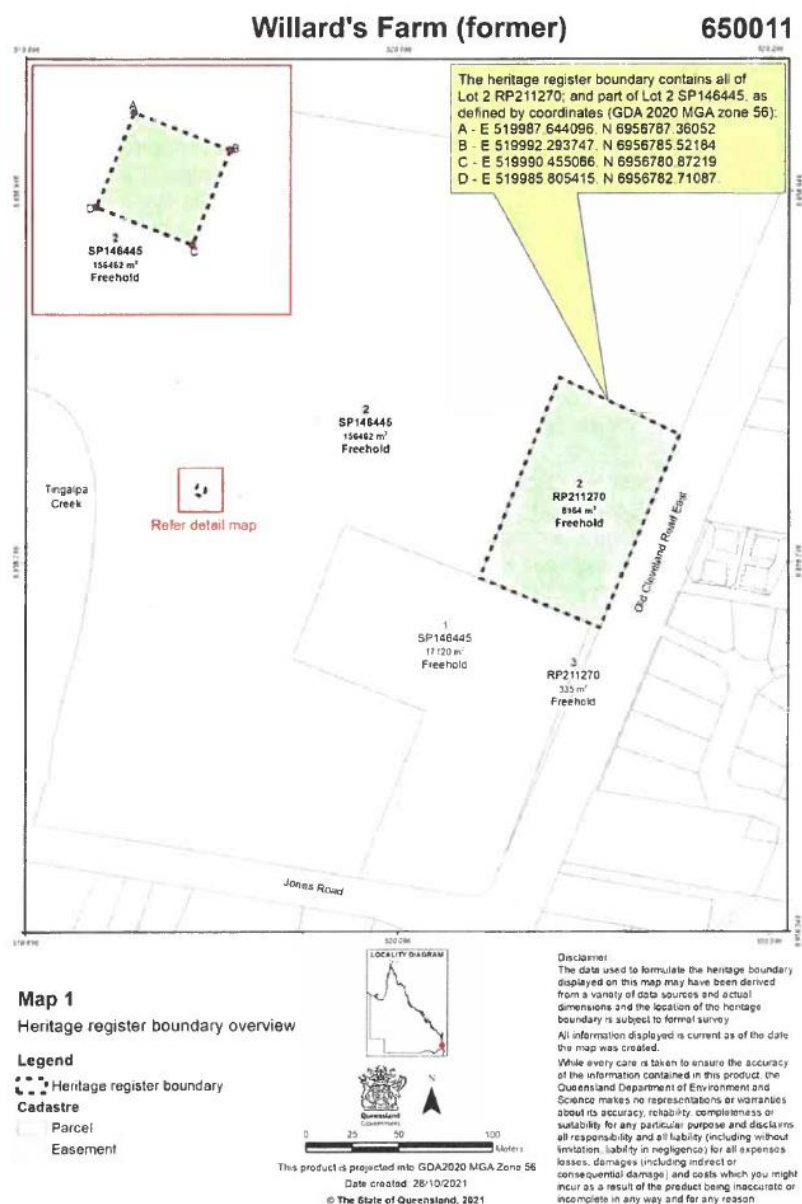 Willard's Farm (former)
650011
The heritage register boundary contains all of
Lot 2 RP211270; and part of Lot 2 SP146445, as
defined by coordinates (GDA 2020 MGA zone 56):
A - E 519987.644096, N 6956787.36052
B - E 519992.293747, N 6956785.52184
C - E 519990.455066, N 6956780.87219
D - E 519985.805415, N 6956782.71087.
A
B
D
C
2
SP146445
156462 m²
Freehold
2
SP146445
156462 m²
Freehold
Tingalpa
Creek
Refer detail map
2
RP211270
8164 m²
Freehold
Old Cleveland Road East
1
SP146445
17120 m²
Freehold
3
RP211270
335 m²
Freehold
Jones Road
Map 1
Heritage register boundary overview
Legend
Heritage register boundary
Cadastre
Parcel
Easement
LOCALITY DIAGRAM
Queensland
Government
N
0 25 50 100
Meters
This product is projected into GDA2020 MGA Zone 56
Date created: 28/10/2021
© The State of Queensland, 2021
Disclaimer
The data used to formulate the heritage boundary
displayed on this map may have been derived
from a variety of data sources and actual
dimensions and the location of the heritage
boundary is subject to formal survey
All information displayed is current as of the date
the map was created.
While every care is taken to ensure the accuracy
of the information contained in this product, the
Queensland Department of Environment and
Science makes no representations or warranties
about its accuracy, reliability, completeness or
suitability for any particular purpose and disclaims
all responsibility and all liability (including without
limitation, liability in negligence) for all expenses
losses, damages (including indirect or
consequential damage) and costs which you might
incur as a result of the product being inaccurate or
incomplete in any way and for any reason